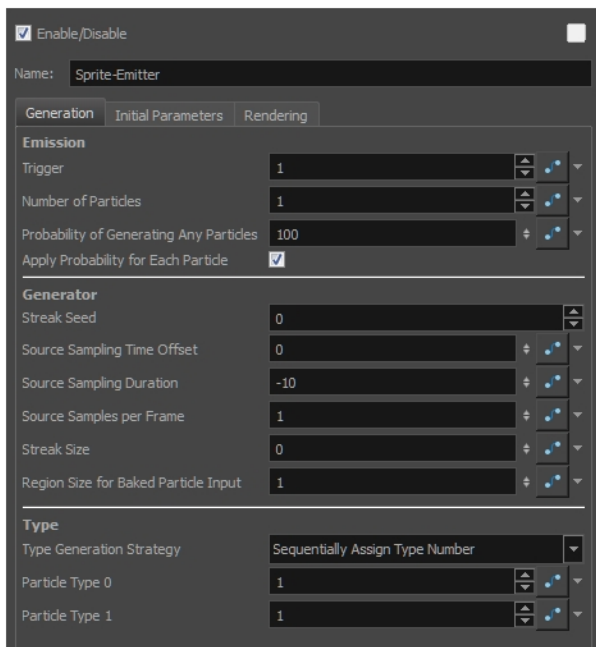 Enable/Disable
Name: Sprite-Emitter
Generation Initial Parameters Rendering
Emission
Trigger 1
Number of Particles 1
Probability of Generating Any Particles 100
Apply Probability for Each Particle
Generator
Streak Seed 0
Source Sampling Time Offset 0
Source Sampling Duration -10
Source Samples per Frame 1
Streak Size 0
Region Size for Baked Particle Input 1
Type
Type Generation Strategy Sequentially Assign Type Number
Particle Type 0 1
Particle Type 1 1